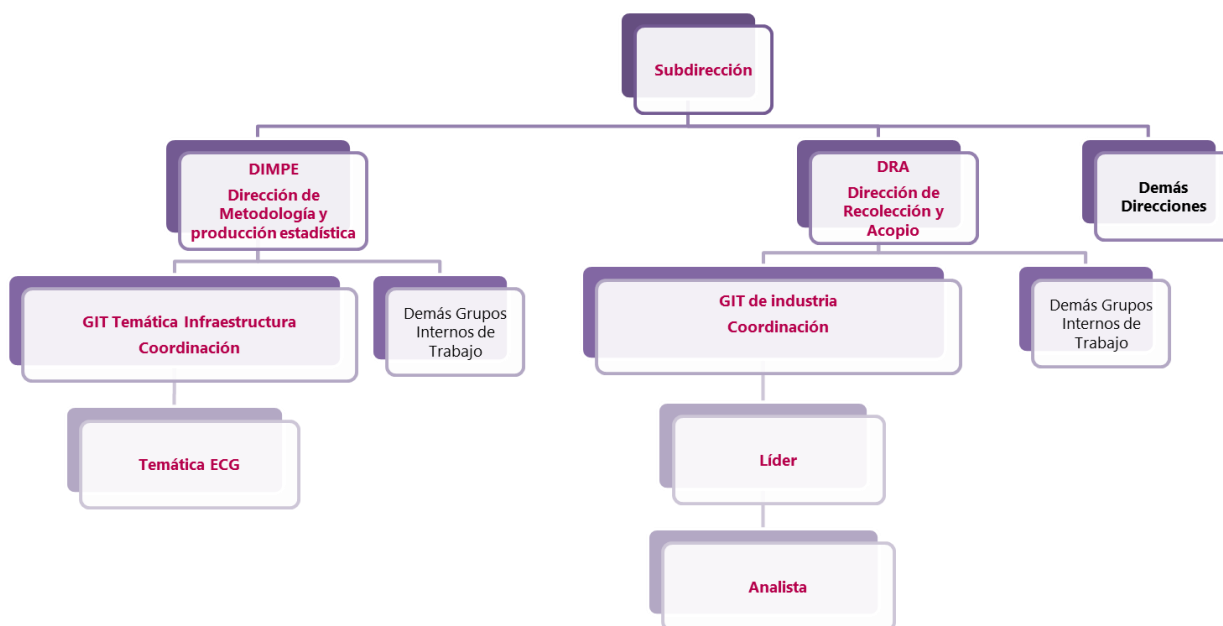 Subdirección
DIMPE
Dirección de
Metodología y
producción estadística
DRA
Dirección de
Recolección y
Acopio
Demás
Direcciones
GIT Temática Infraestructura
Coordinación
Demás Grupos
Internos de
Trabajo
GIT de industria
Coordinación
Demás Grupos
Internos de
Trabajo
Temática ECG
Líder
Analista